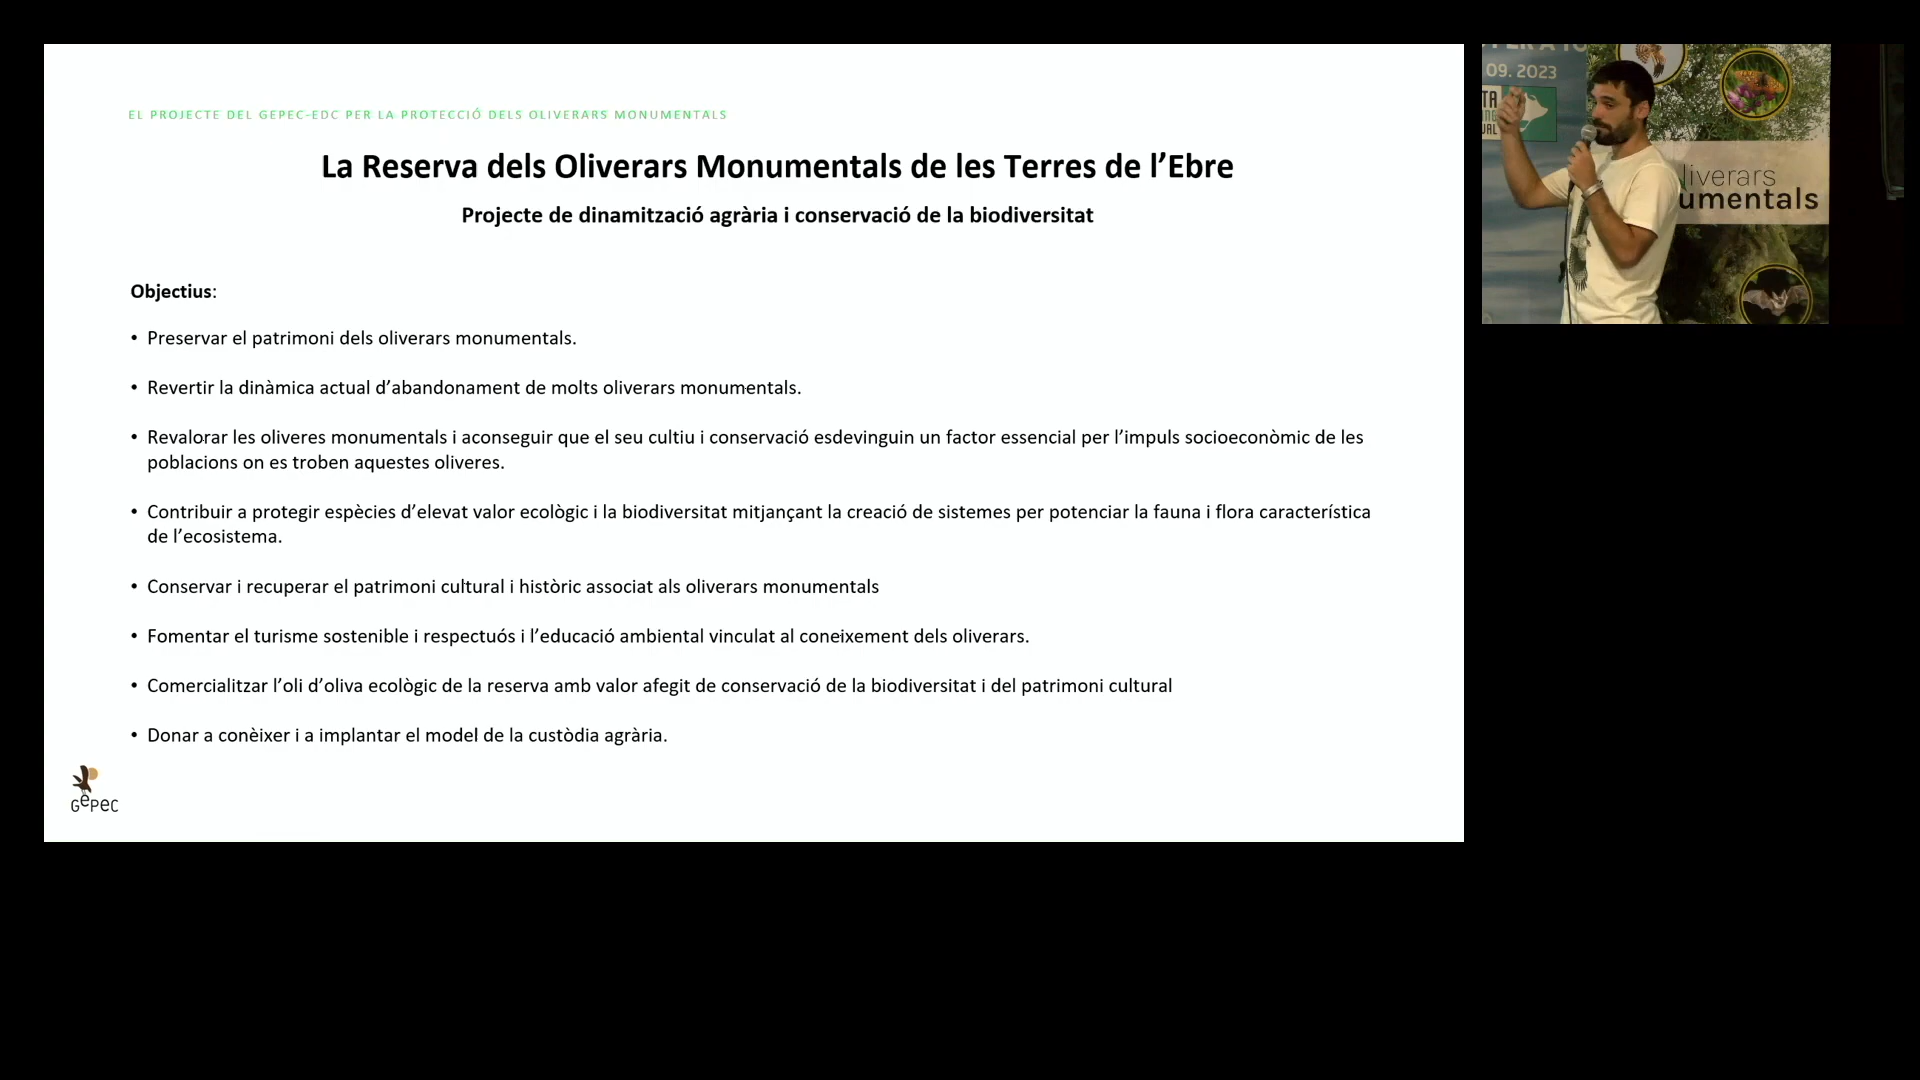 EL PROJECTE DEL GEPEC-EDC PER LA PROTECCIÓ DELS OLIVERARS MONUMENTALS
La Reserva dels Oliverars Monumentals de les Terres de l’Ebre
Projecte de dinamització agrària i conservació de la biodiversitat
Objectius:
• Preservar el patrimoni dels oliverars monumentals.
• Revertir la dinàmica actual d’abandonament de molts oliverars monumentals.
• Revalorar les oliveres monumentals i aconseguir que el seu cultiu i conservació esdevinguin un factor essencial per l’impuls socioeconòmic de les
poblacions on es troben aquestes oliveres.
• Contribuir a protegir espècies d’elevat valor ecològic i la biodiversitat mitjançant la creació de sistemes per potenciar la fauna i flora característica
de l’ecosistema.
• Conservar i recuperar el patrimoni cultural i històric associat als oliverars monumentals
• Fomentar el turisme sostenible i respectuós i l’educació ambiental vinculat al coneixement dels oliverars.
• Comercialitzar l’oli d’oliva ecològic de la reserva amb valor afegit de conservació de la biodiversitat i del patrimoni cultural
• Donar a conèixer i a implantar el model de la custòdia agrària.
GePeC
09. 2023
liverars
umentals